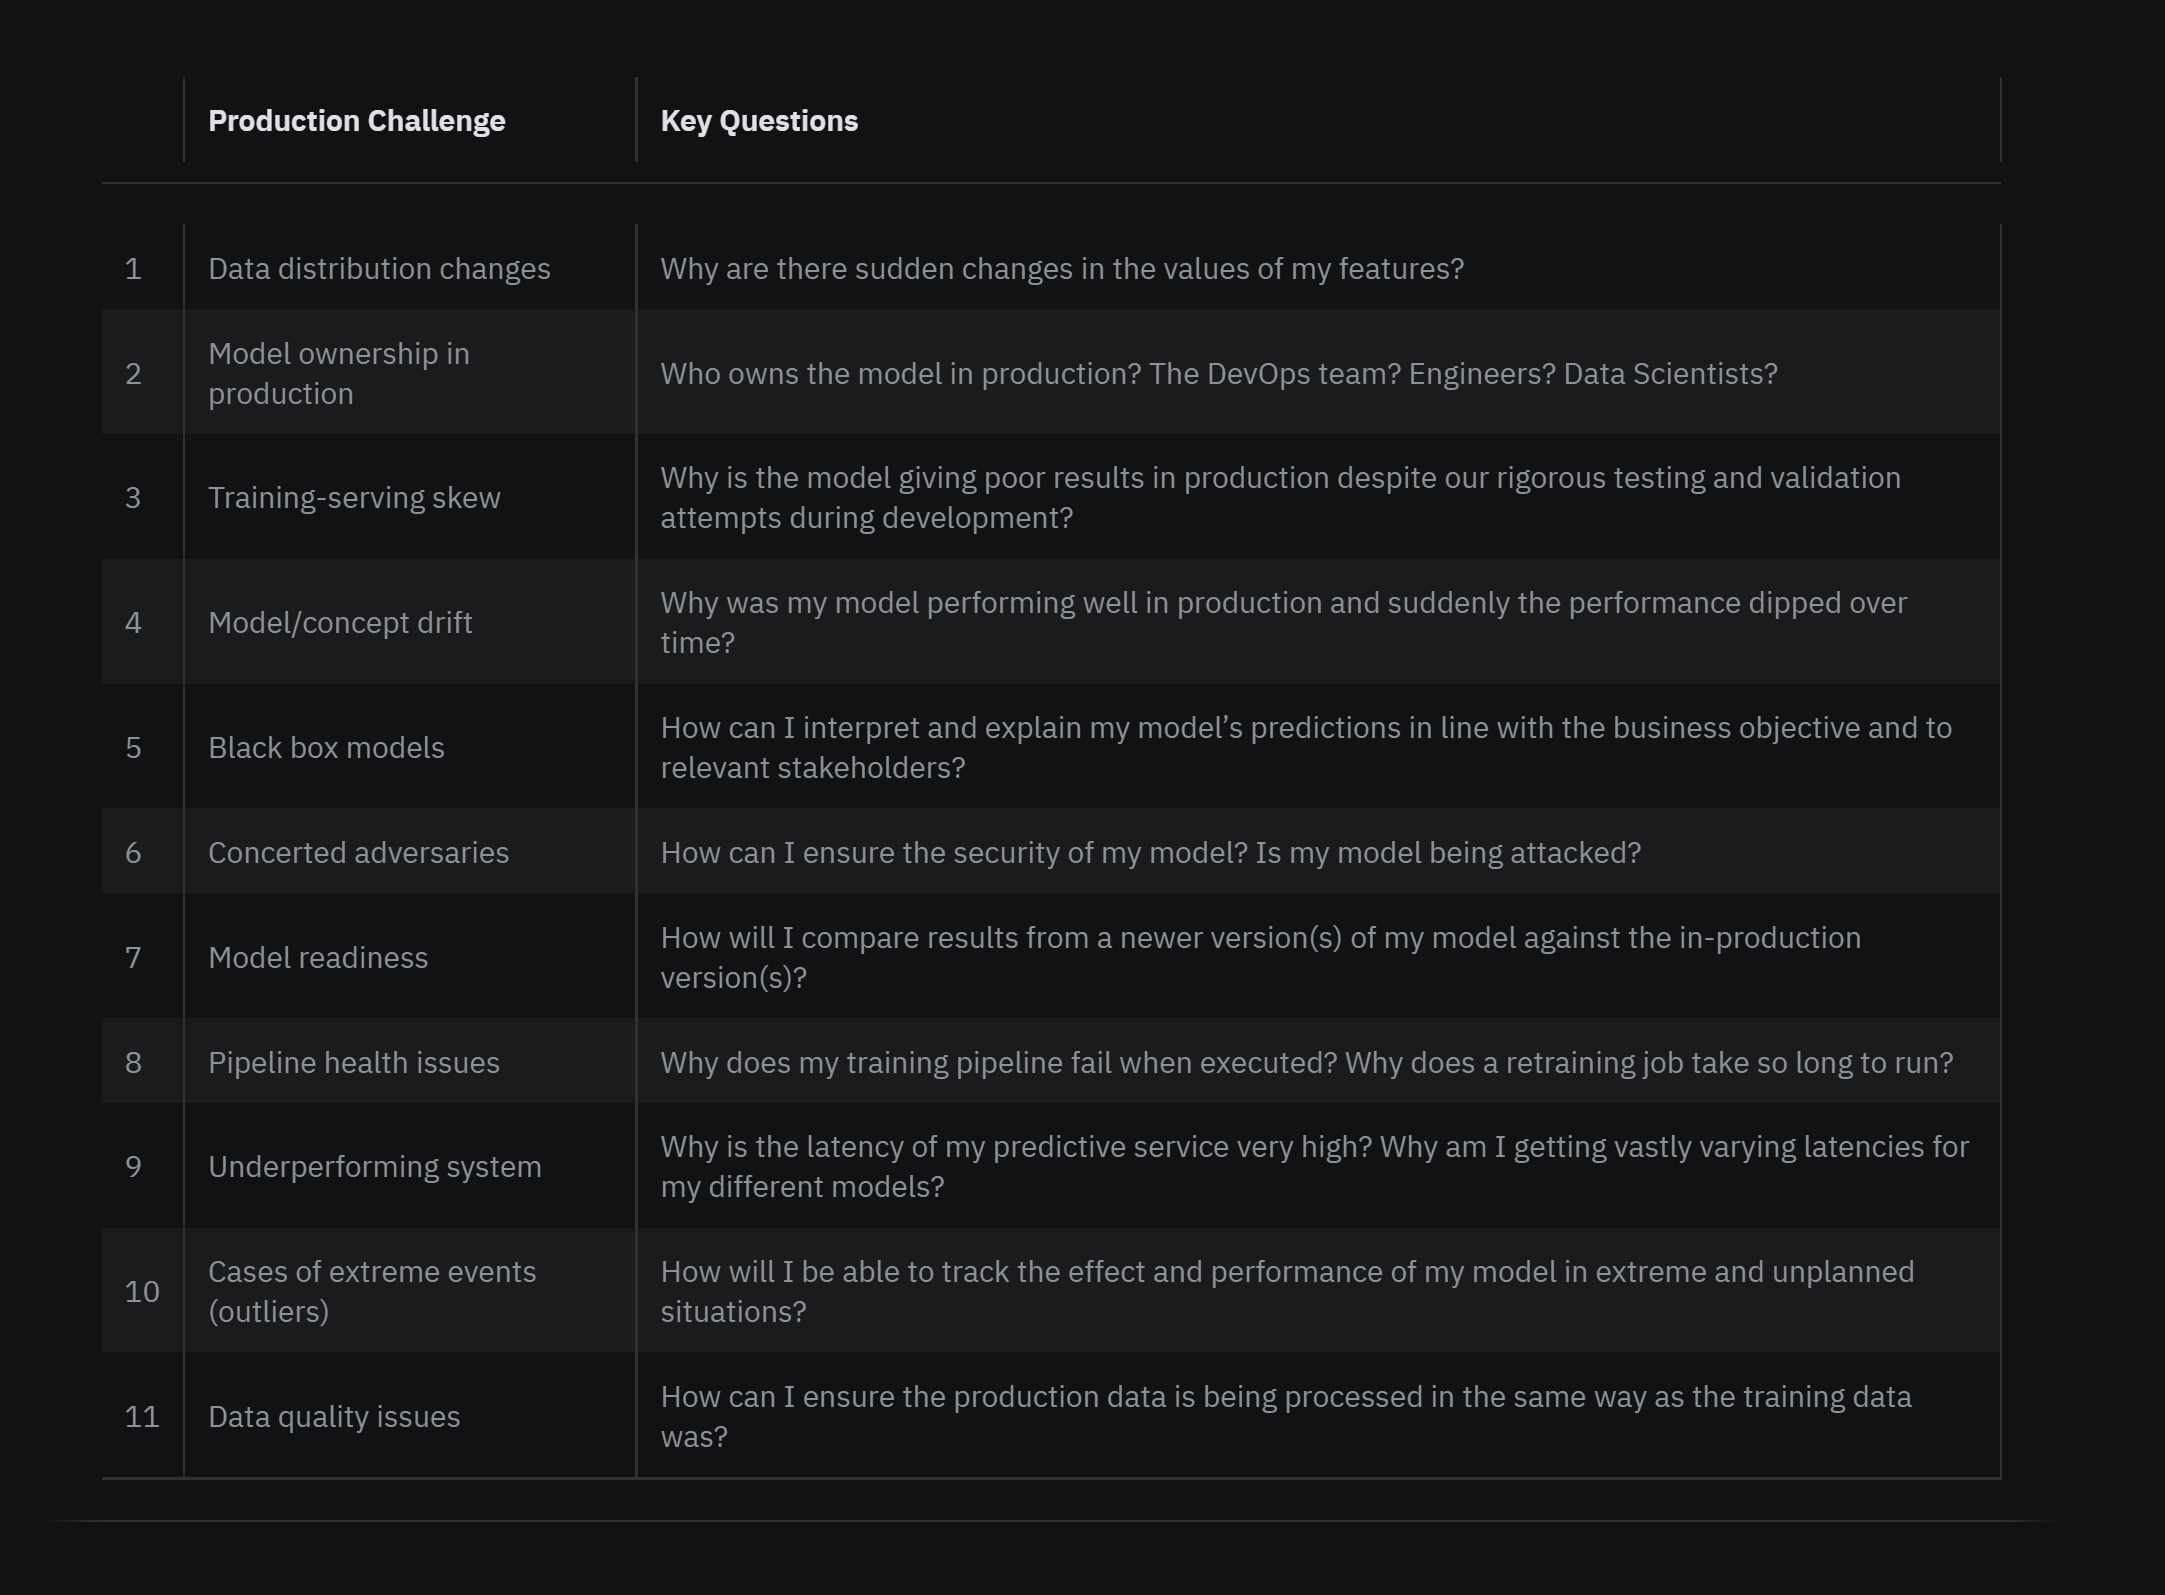 Production Challenge
Key Questions
1
Data distribution changes
Why are there sudden changes in the values of my features?
2
Model ownership in
production
Who owns the model in production? The DevOps team? Engineers? Data Scientists?
3
Training-serving skew
Why is the model giving poor results in production despite our rigorous testing and validation
attempts during development?
4
Model/concept drift
Why was my model performing well in production and suddenly the performance dipped over
time?
5
Black box models
How can I interpret and explain my model’s predictions in line with the business objective and to
relevant stakeholders?
6
Concerted adversaries
How can I ensure the security of my model? Is my model being attacked?
7
Model readiness
How will I compare results from a newer version(s) of my model against the in-production
version(s)?
8
Pipeline health issues
Why does my training pipeline fail when executed? Why does a retraining job take so long to run?
9
Underperforming system
Why is the latency of my predictive service very high? Why am I getting vastly varying latencies for
my different models?
10
Cases of extreme events
(outliers)
How will I be able to track the effect and performance of my model in extreme and unplanned
situations?
11
Data quality issues
How can I ensure the production data is being processed in the same way as the training data
was?